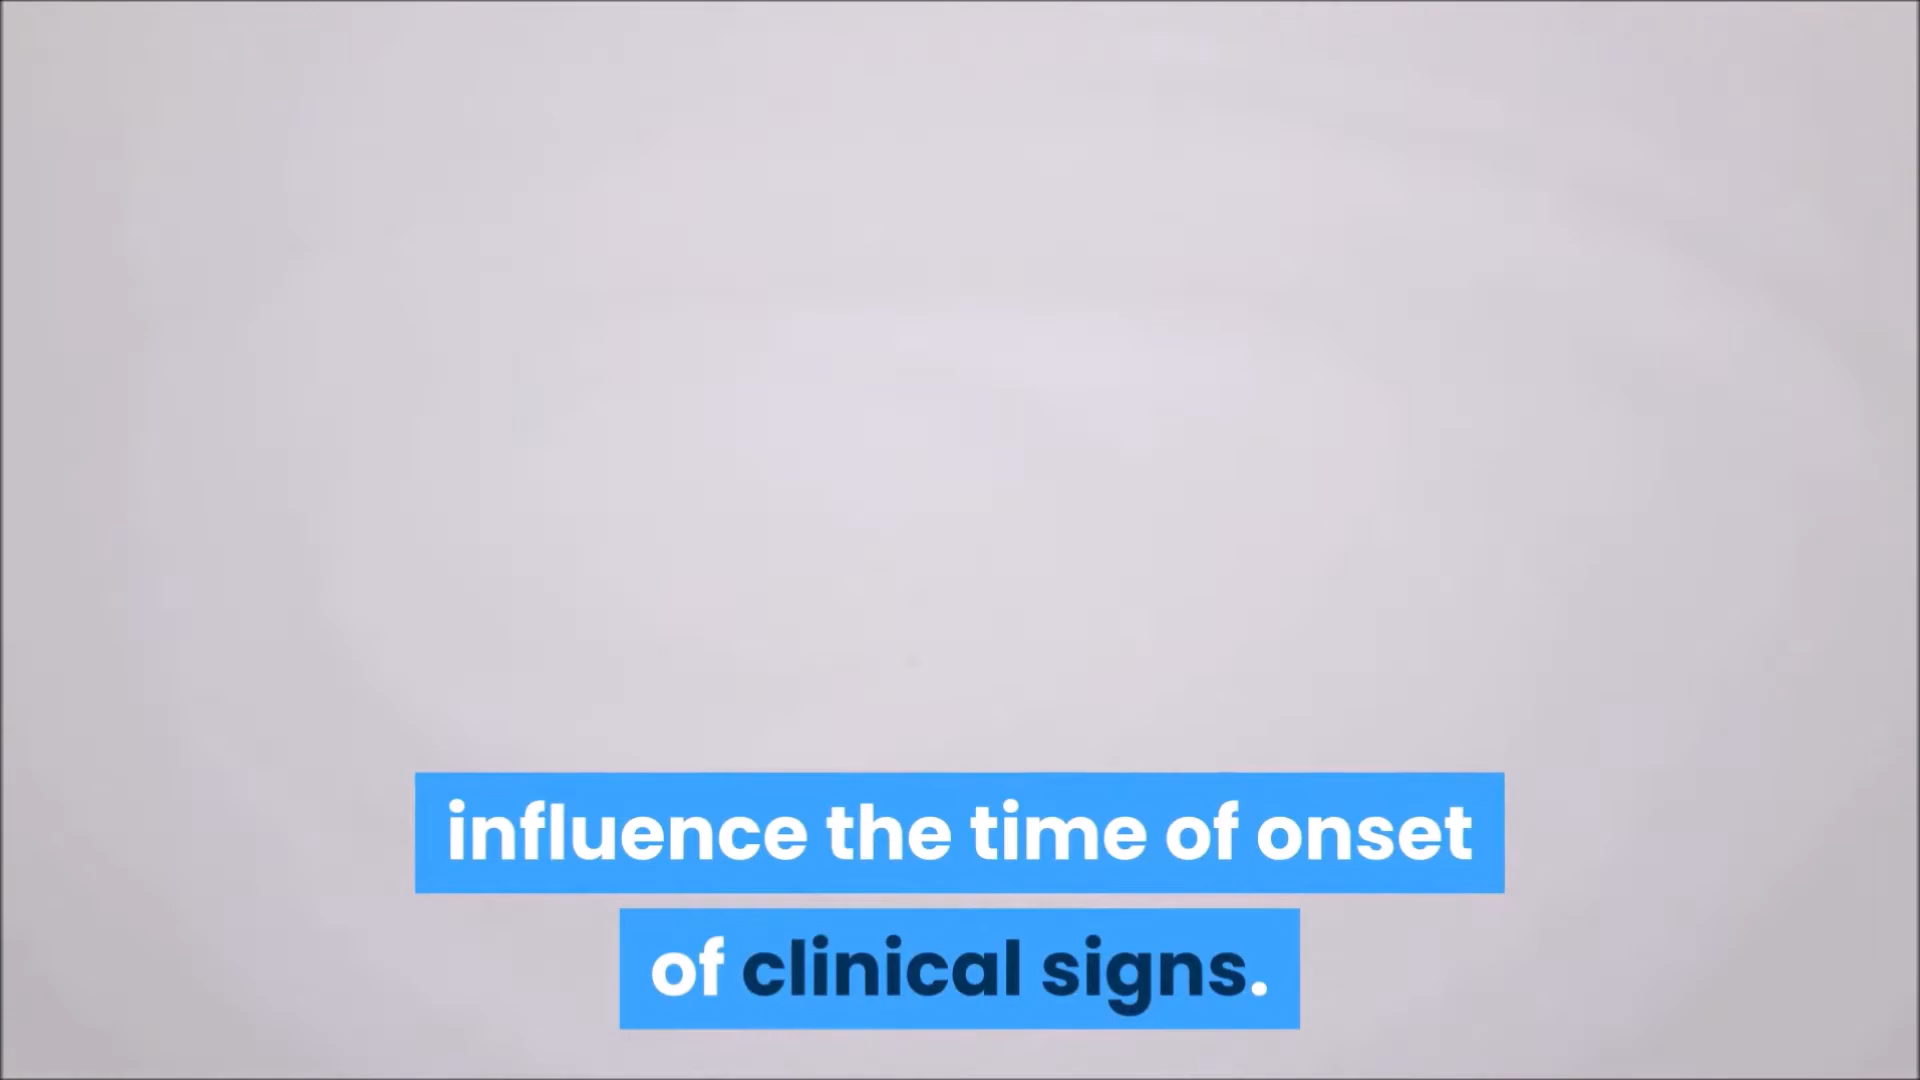 influence the time of onset
of clinical signs.